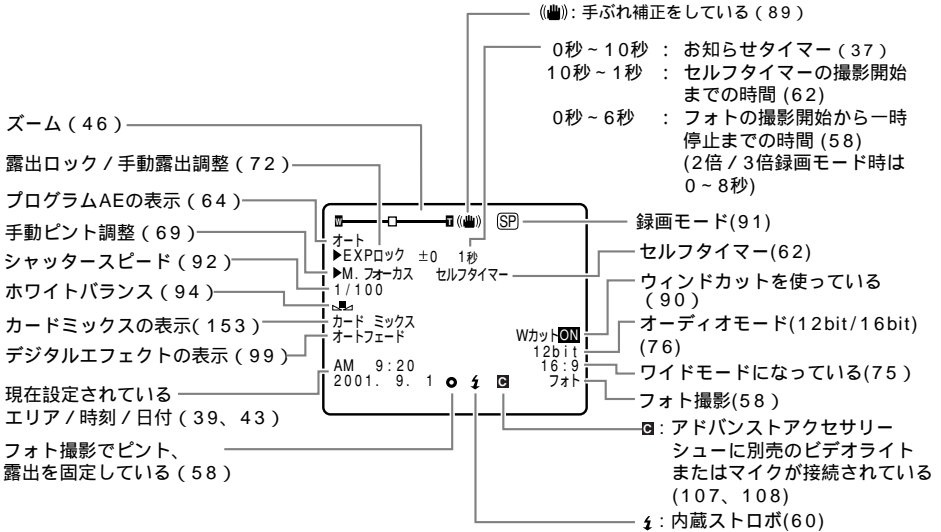 : 手ぶれ補正をしている(89)
0秒~10秒 : お知らせタイマー(37)
10秒~1秒 : セルフタイマーの撮影開始
までの時間(62)
0秒~6秒 : フォトの撮影開始から一時
停止までの時間(58)
(2倍/3倍録画モード時は
0~8秒)
ズーム(46)
露出ロック/手動露出調整(72)
プログラムAEの表示(64)
手動ピント調整(69)
シャッタースピード(92)
ホワイトバランス(94)
カードミックスの表示(153)
デジタルエフェクトの表示(99)
現在設定されている
エリア/時刻/日付(39、43)
フォト撮影でピント、
露出を固定している(58)
W T SP
オート
▶EXPロック ±0 1秒
▶M. フォーカス セルフタイマー
1/100
カード ミックス
オートフェード
WカットON
12bit
AM 9:20 16:9
2001. 9. 1 C フォト
録画モード(91)
セルフタイマー(62)
ウィンドカットを使っている
(90)
オーディオモード(12bit/16bit)
(76)
ワイドモードになっている(75)
フォト撮影(58)
C : アドバンストアクセサリー
シューに別売のビデオライト
またはマイクが接続されている
(107、108)
: 内蔵ストロボ(60)